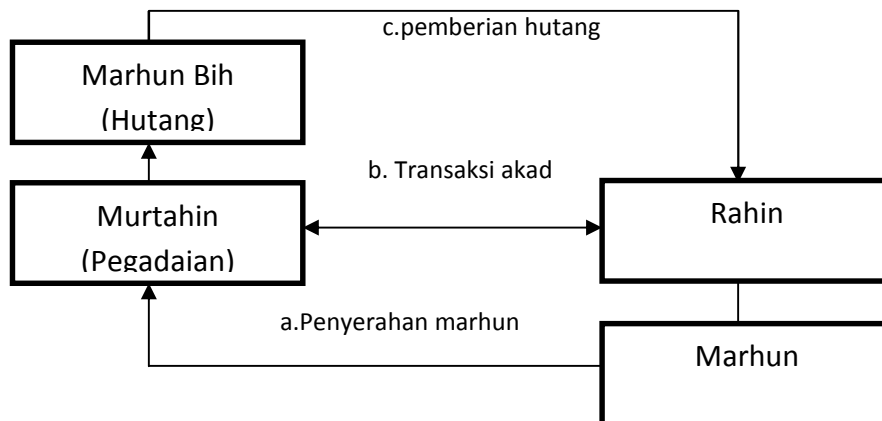 c.pemberian hutang
Marhun Bih
(Hutang)
b. Transaksi akad
Murtahin
(Pegadaian)
Rahin
a.Penyerahan marhun
Marhun